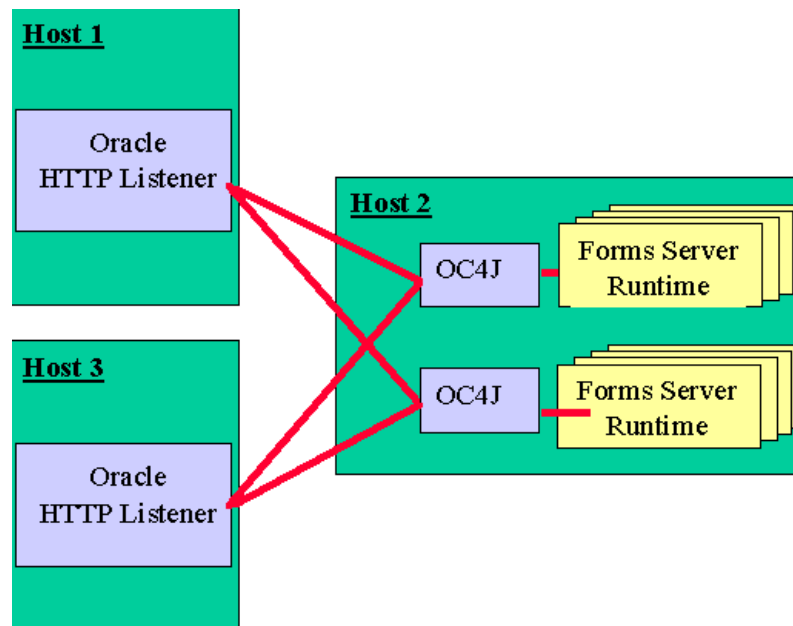 Host 1
Oracle
HTTP Listener
Host 2
OC4J
Forms Server
Runtime
OC4J
Forms Server
Runtime
Host 3
Oracle
HTTP Listener